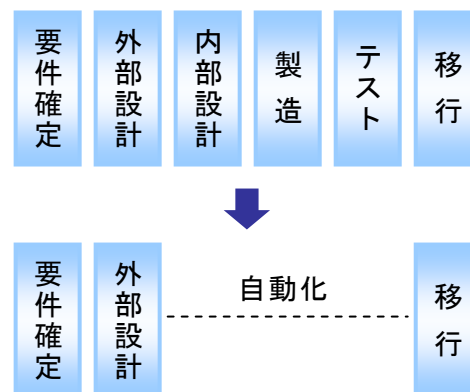 要件確定
外部設計
内部設計
製造
テスト
移行
要件確定
外部設計
自動化
移行